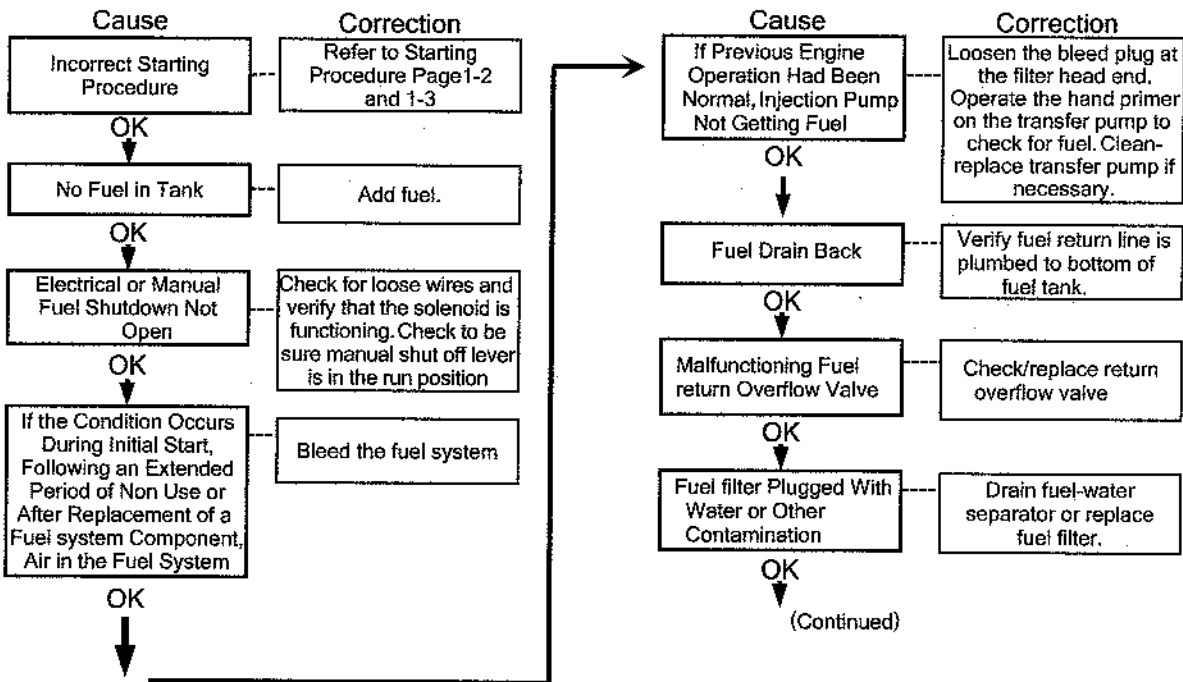 Cause
Correction
Incorrect Starting
Procedure
Refer to Starting
Procedure Page1-2
and 1-3
OK
No Fuel in Tank
Add fuel.
OK
Electrical or Manual
Fuel Shutdown Not
Open
Check for loose wires and
verify that the solenoid is
functioning. Check to be
sure manual shut off lever
is in the run position
OK
If the Condition Occurs
During Initial Start,
Following an Extended
Period of Non Use or
After Replacement of a
Fuel system Component,
Air in the Fuel System
Bleed the fuel system
OK
Cause
Correction
If Previous Engine
Operation Had Been
Normal, Injection Pump
Not Getting Fuel
Loosen the bleed plug at
the filter head end.
Operate the hand primer
on the transfer pump to
check for fuel. Clean-
replace transfer pump if
necessary.
OK
Fuel Drain Back
Verify fuel return line is
plumbed to bottom of
fuel tank.
OK
Malfunctioning Fuel
return Overflow Valve
Check/replace return
overflow valve
OK
Fuel filter Plugged With
Water or Other
Contamination
Drain fuel-water
separator or replace
fuel filter.
OK
(Continued)